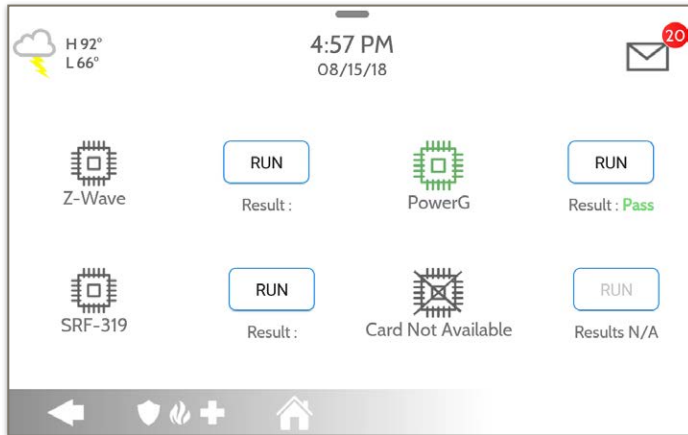 H 92°
L 66°
4:57 PM
08/15/18
20
RUN
RUN
Z-Wave
Result :
PowerG
Result : Pass
RUN
RUN
SRF-319
Result :
Card Not Available
Results N/A